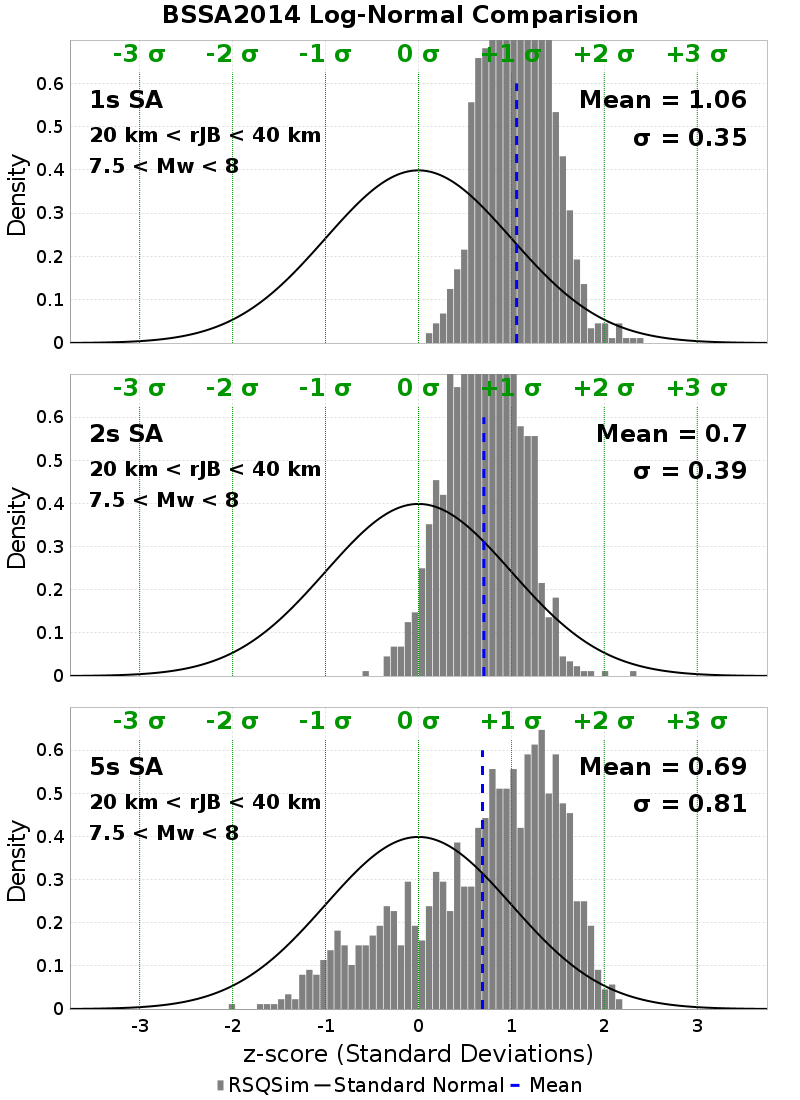 BSSA2014 Log-Normal Comparision
-3 σ -2 σ -1 σ 0 σ +1 σ +2 σ +3 σ
1s SA Mean = 1.06
20 km < rJB < 40 km σ = 0.35
7.5 < Mw < 8
Density
0.6
0.5
0.4
0.3
0.2
0.1
0
-3 σ -2 σ -1 σ 0 σ +1 σ +2 σ +3 σ
2s SA Mean = 0.7
20 km < rJB < 40 km σ = 0.39
7.5 < Mw < 8
Density
0.6
0.5
0.4
0.3
0.2
0.1
0
-3 σ -2 σ -1 σ 0 σ +1 σ +2 σ +3 σ
5s SA Mean = 0.69
20 km < rJB < 40 km σ = 0.81
7.5 < Mw < 8
Density
0.6
0.5
0.4
0.3
0.2
0.1
0
-3 -2 -1 0 1 2 3
z-score (Standard Deviations)
RSQSim Standard Normal Mean